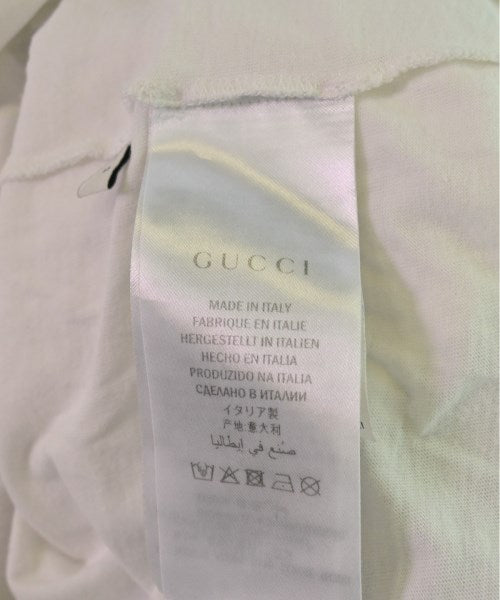 GUCCI
MADE IN ITALY
FABRIQUE EN ITALIE
HERGESTELLT IN ITALIEN
HECHO EN ITALIA
PRODUZIDO NA ITALIA
СДЕЛАНО В ИТАЛИИ
イタリア製
产地:意大利
صنع في إيطاليا